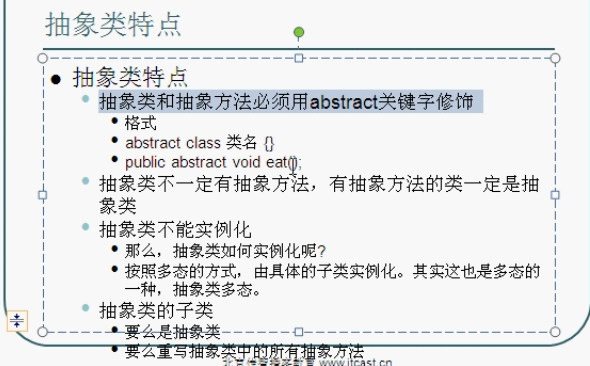 抽象类特点
抽象类特点
抽象类和抽象方法必须用abstract关键字修饰
格式
abstract class 类名 {}
public abstract void eat();
抽象类不一定有抽象方法，有抽象方法的类一定是抽
象类
抽象类不能实例化
那么，抽象类如何实例化呢?
按照多态的方式，由具体的子类实例化。其实这也是多态的
一种，抽象类多态。
抽象类的子类
要么是抽象类
要么重写抽象类中的所有抽象方法
www.itcast.cn